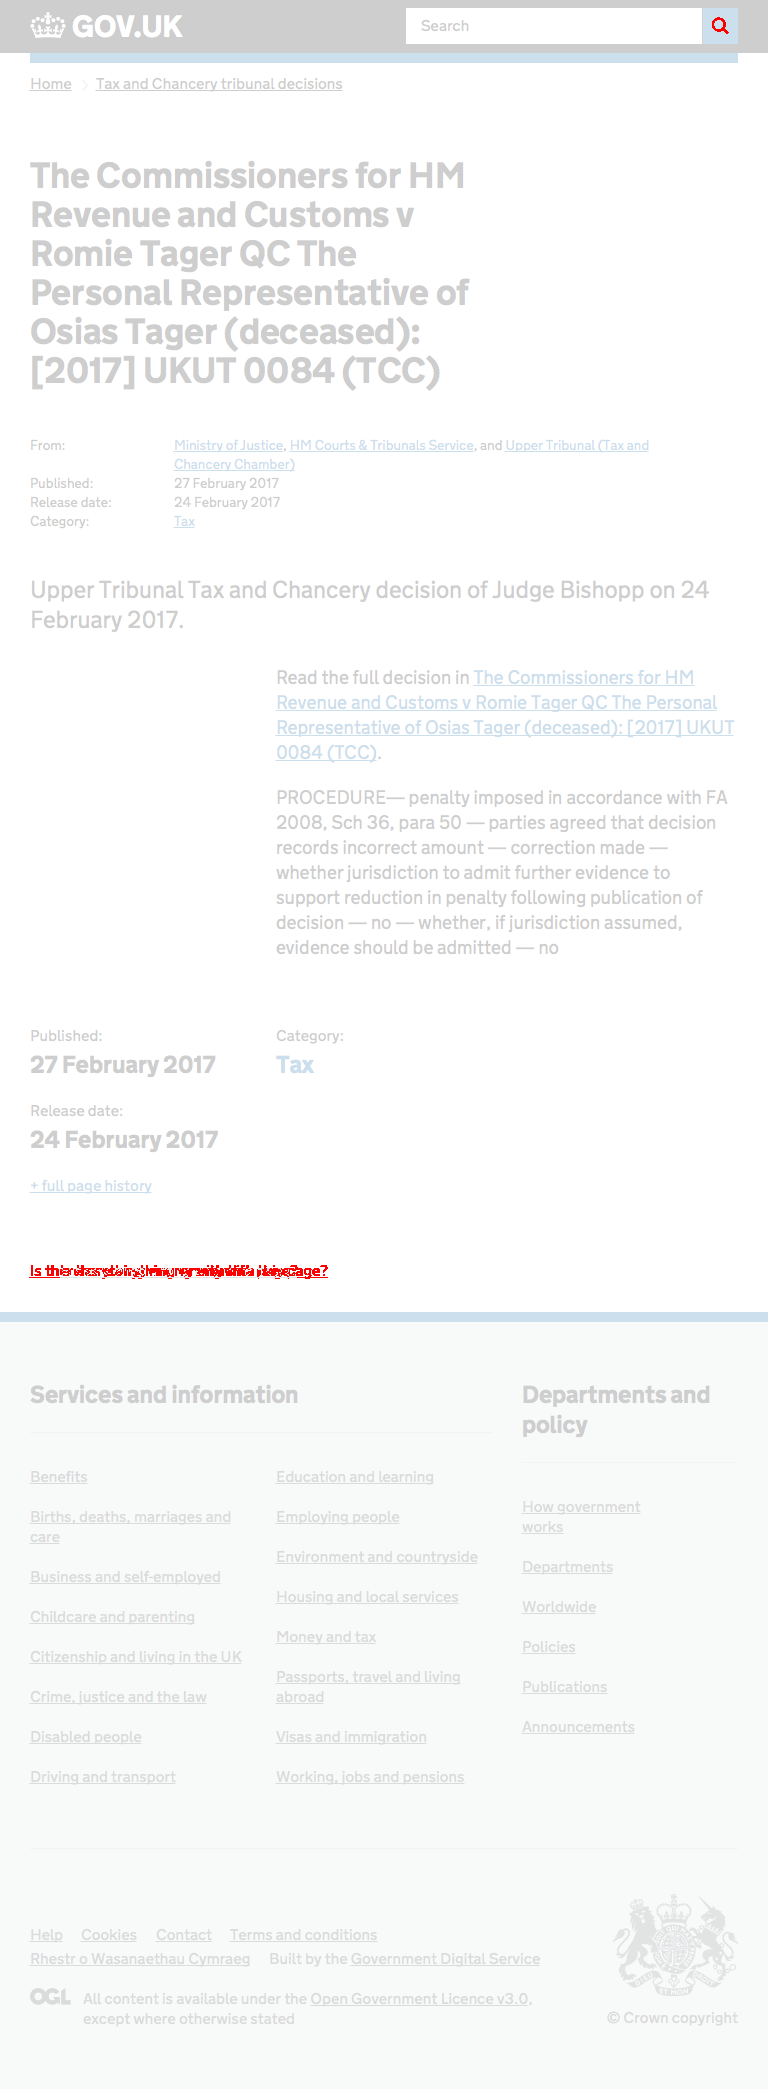 GOV.UK
Search
Home
Tax and Chancery tribunal decisions
The Commissioners for HM
Revenue and Customs v
Romie Tager QC The
Personal Representative of
Osias Tager (deceased):
[2017] UKUT 0084 (TCC)
From:
Ministry of Justice, HM Courts & Tribunals Service, and Upper Tribunal (Tax and
Chancery Chamber)
Published:
27 February 2017
Release date:
24 February 2017
Category:
Tax
Upper Tribunal Tax and Chancery decision of Judge Bishopp on 24
February 2017.
Read the full decision in The Commissioners for HM
Revenue and Customs v Romie Tager QC The Personal
Representative of Osias Tager (deceased): [2017] UKUT
0084 (TCC).
PROCEDURE— penalty imposed in accordance with FA
2008, Sch 36, para 50 — parties agreed that decision
records incorrect amount — correction made —
whether jurisdiction to admit further evidence to
support reduction in penalty following publication of
decision — no — whether, if jurisdiction assumed,
evidence should be admitted — no
Published:
27 February 2017
Category:
Tax
Release date:
24 February 2017
+ full page history
Services and information
Benefits
Births, deaths, marriages and
care
Business and self-employed
Childcare and parenting
Citizenship and living in the UK
Crime, justice and the law
Disabled people
Driving and transport
Education and learning
Employing people
Environment and countryside
Housing and local services
Money and tax
Passports, travel and living
abroad
Visas and immigration
Working, jobs and pensions
Departments and
policy
How government
works
Departments
Worldwide
Policies
Publications
Announcements
Help
Cookies
Contact
Terms and conditions
Rhestr o Wasanaethau Cymraeg
Built by the Government Digital Service
OGL
All content is available under the Open Government Licence v3.0,
except where otherwise stated
© Crown copyright